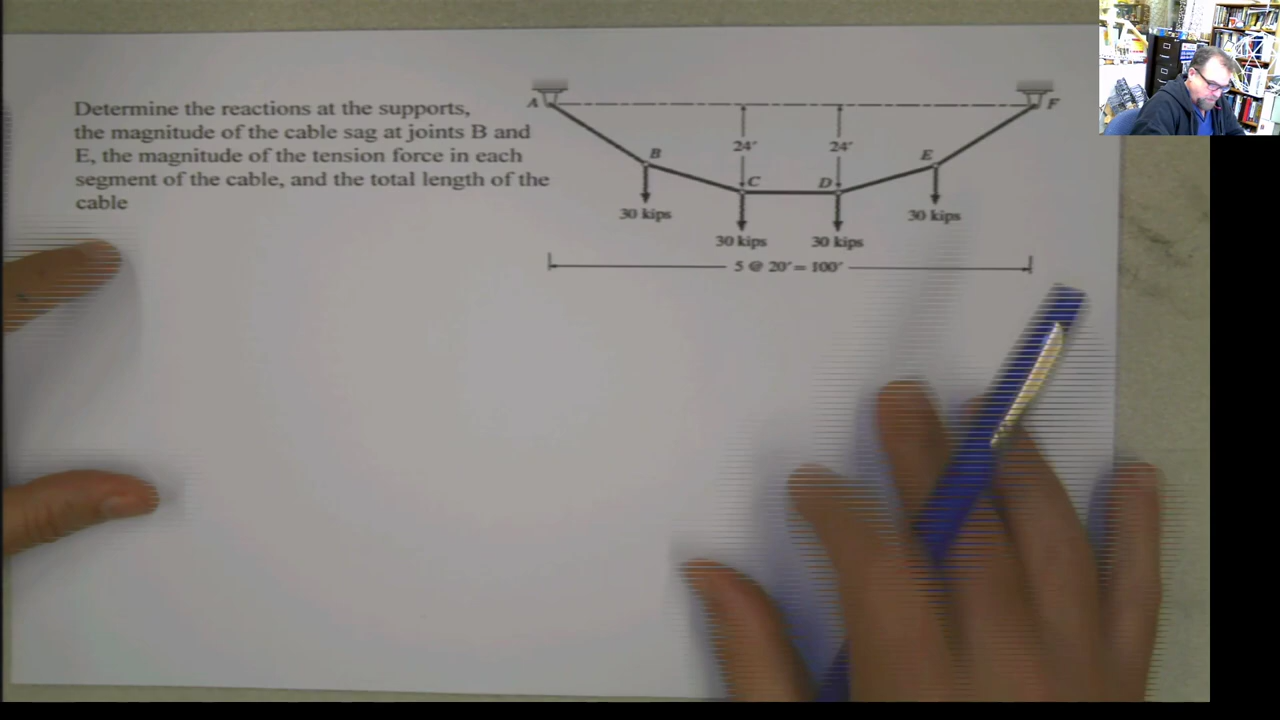 Determine the reactions at the supports,
the magnitude of the cable sag at joints B and
E, the magnitude of the tension force in each
segment of the cable, and the total length of the
cable
A
F
24'
24'
B
E
C
D
30 kips
30 kips
30 kips
30 kips
5 @ 20' = 100'